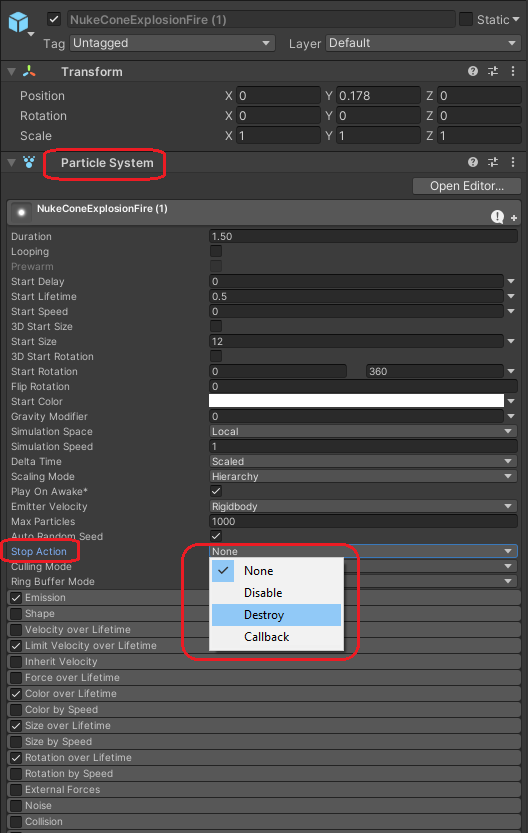 NukeConeExplosionFire (1) Static
Tag Untagged Layer Default
Transform
Position X 0 Y 0.178 Z 0
Rotation X 0 Y 0 Z 0
Scale X 1 Y 1 Z 1
Particle System
Open Editor...
NukeConeExplosionFire (1)
Duration 1.50
Looping
Prewarm
Start Delay 0
Start Lifetime 0.5
Start Speed 0
3D Start Size
Start Size 12
3D Start Rotation
Start Rotation 0 360
Flip Rotation 0
Start Color
Gravity Modifier 0
Simulation Space Local
Simulation Speed 1
Delta Time Scaled
Scaling Mode Hierarchy
Play On Awake*
Emitter Velocity Rigidbody
Max Particles 1000
Auto Random Seed
Stop Action None
Culling Mode
Ring Buffer Mode
None
Disable
Destroy
Callback
Emission
Shape
Velocity over Lifetime
Limit Velocity over Lifetime
Inherit Velocity
Force over Lifetime
Color over Lifetime
Color by Speed
Size over Lifetime
Size by Speed
Rotation over Lifetime
Rotation by Speed
External Forces
Noise
Collision